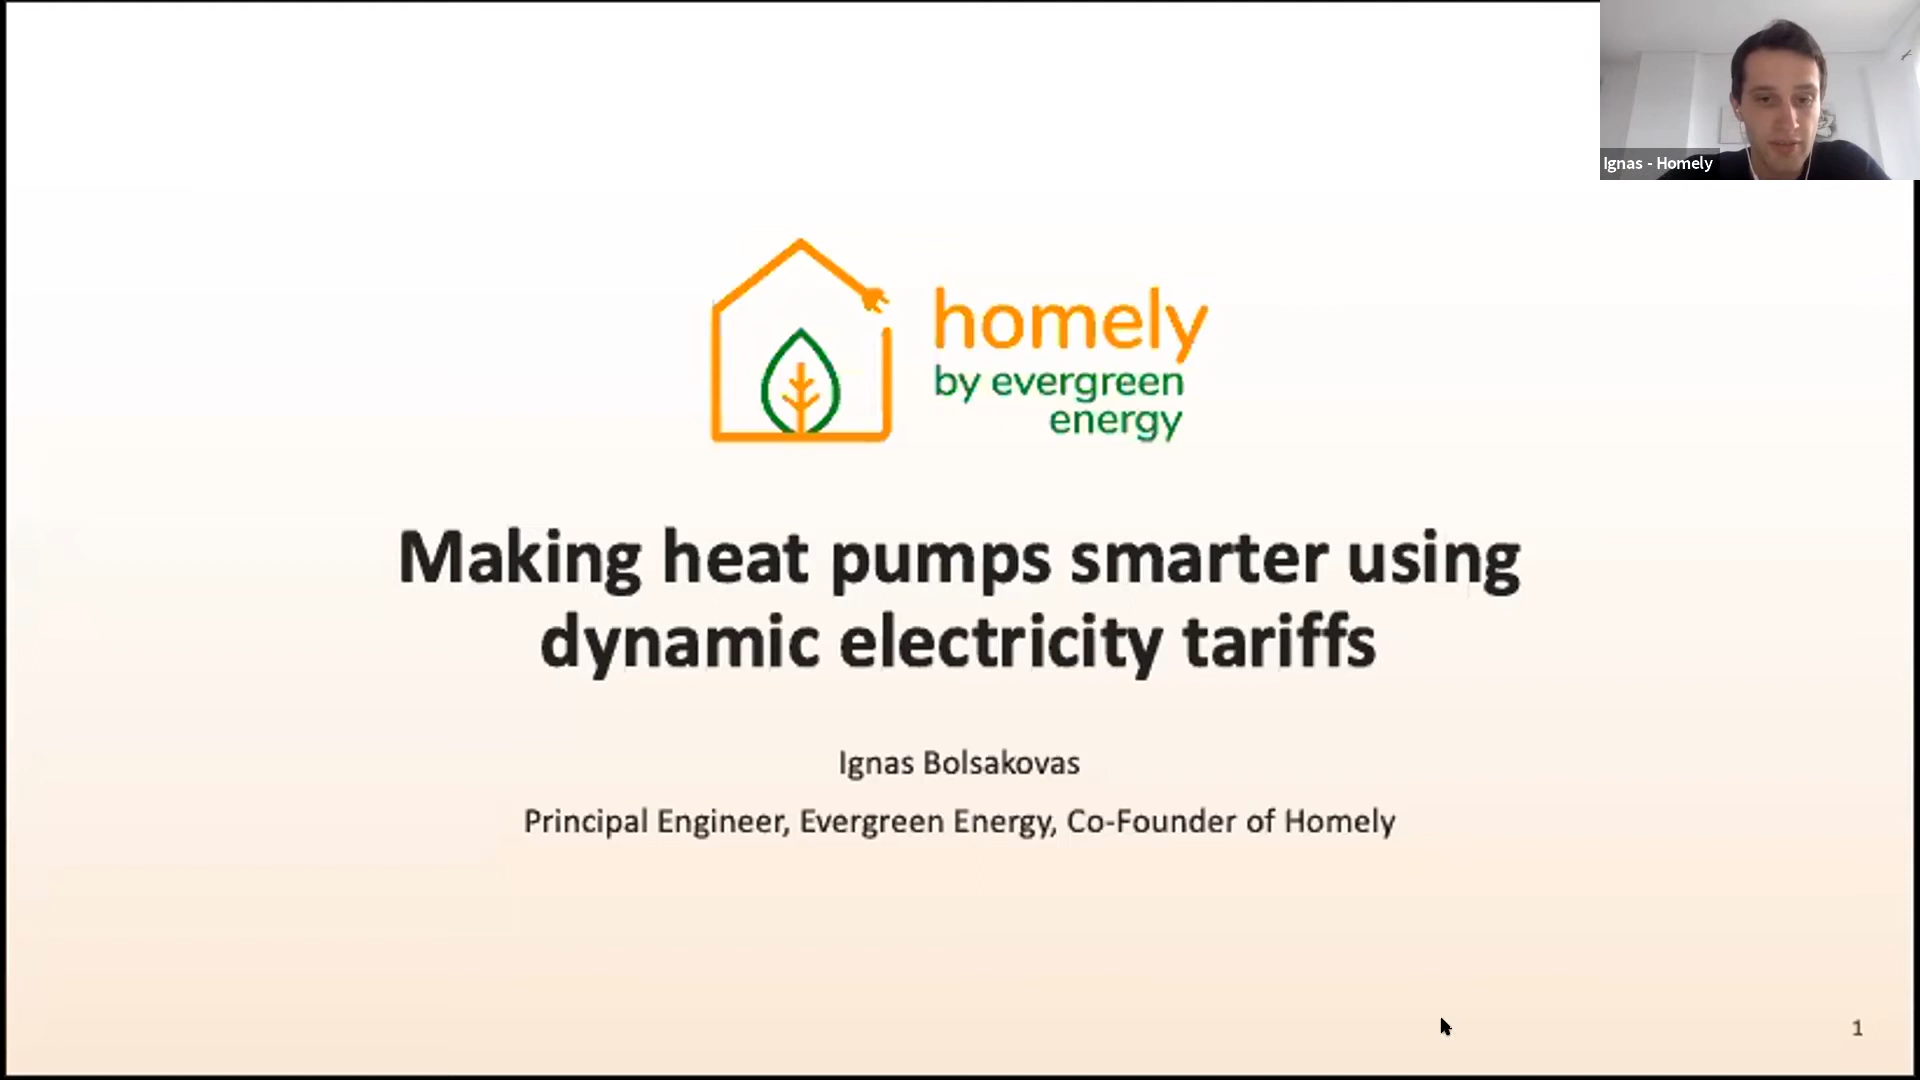 Ignas - Homely
homely
by evergreen
energy
Making heat pumps smarter using
dynamic electricity tariffs
Ignas Bolsakovas
Principal Engineer, Evergreen Energy, Co-Founder of Homely
1